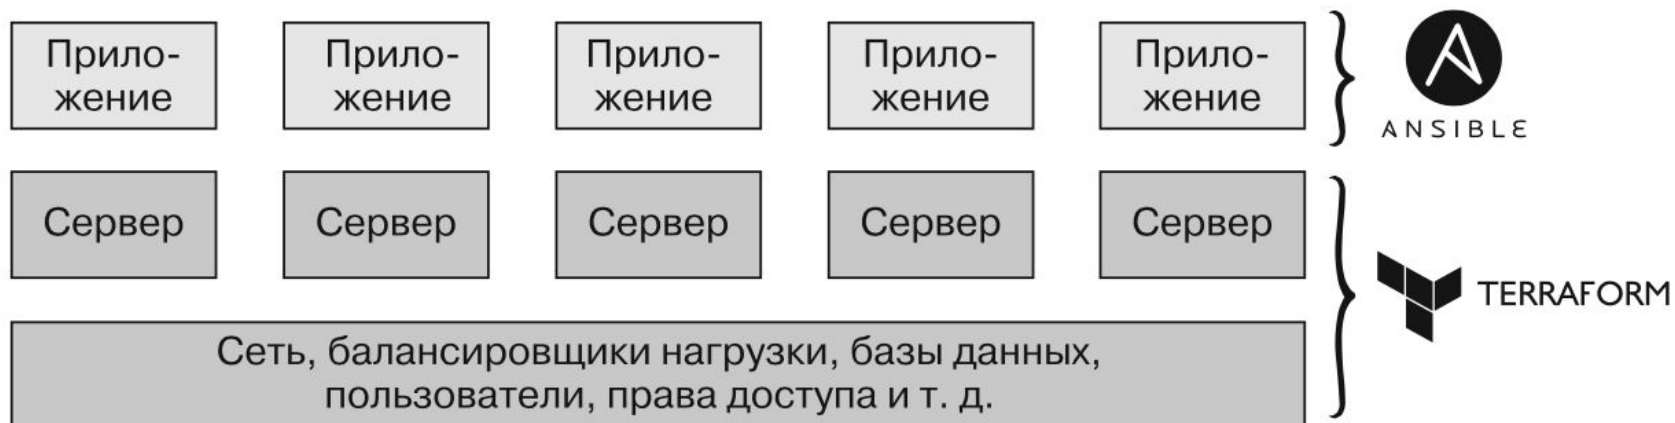 Прило-
жение
Прило-
жение
Прило-
жение
Прило-
жение
Прило-
жение
ANSIBLE
Сервер
Сервер
Сервер
Сервер
Сервер
TERRAFORM
Сеть, балансировщики нагрузки, базы данных,
пользователи, права доступа и т. д.